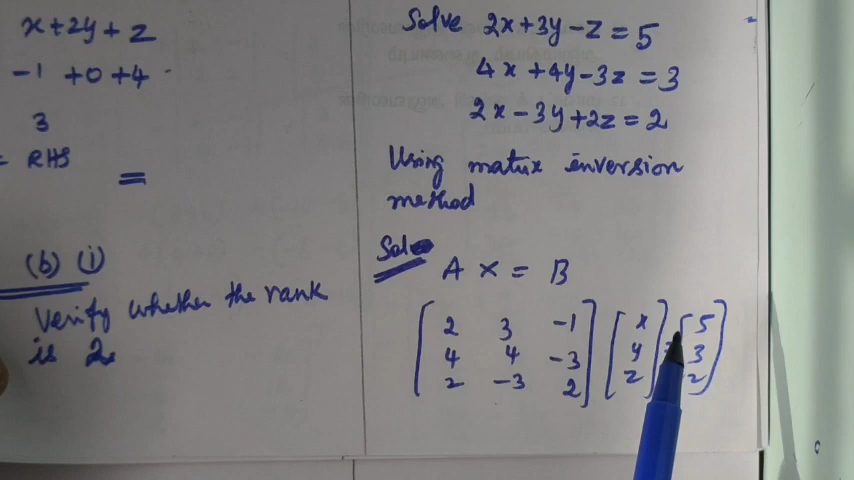 x+2y+z
-1 +0+4
3
= RHS
=
(b) (i)
Verify whether the rank
is 2.
Solve 2x+3y-z=5
4x+4y-3z=3
2x-3y+2z=2
Using matrix inversion
method
Sol
A X = B
[2 3 -1] [x] = [5]
[4 4 -3] [y] [3]
[2 -3 2] [z] [2]